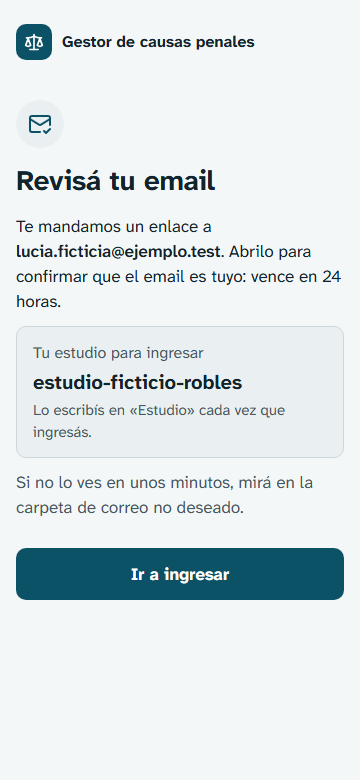 Gestor de causas penales
Revisá tu email
Te mandamos un enlace a
lucia.ficticia@ejemplo.test. Abrilo para
confirmar que el email es tuyo: vence en 24
horas.
Tu estudio para ingresar
estudio-ficticio-robles
Lo escribís en «Estudio» cada vez que
ingresás.
Si no lo ves en unos minutos, mirá en la
carpeta de correo no deseado.
Ir a ingresar